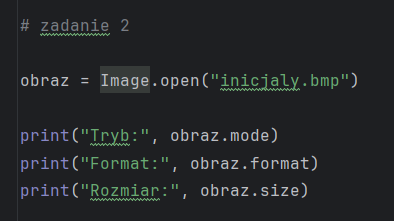 # zadanie 2
obraz = Image.open("inicjaly.bmp")
print("Tryb:", obraz.mode)
print("Format:", obraz.format)
print("Rozmiar:", obraz.size)